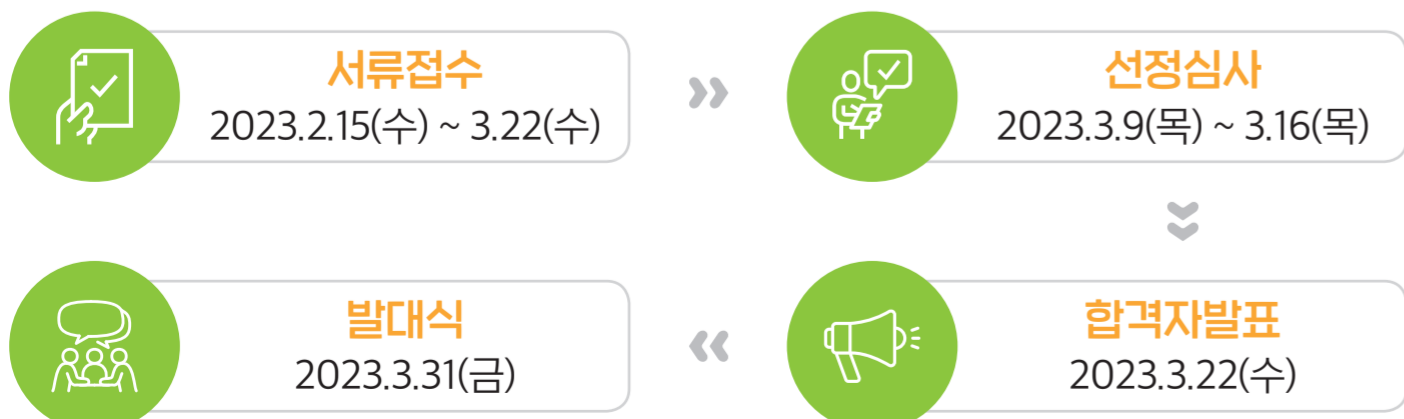 서류접수
2023.2.15(수) ~ 3.22(수)
선정심사
2023.3.9(목) ~ 3.16(목)
합격자발표
2023.3.22(수)
발대식
2023.3.31(금)